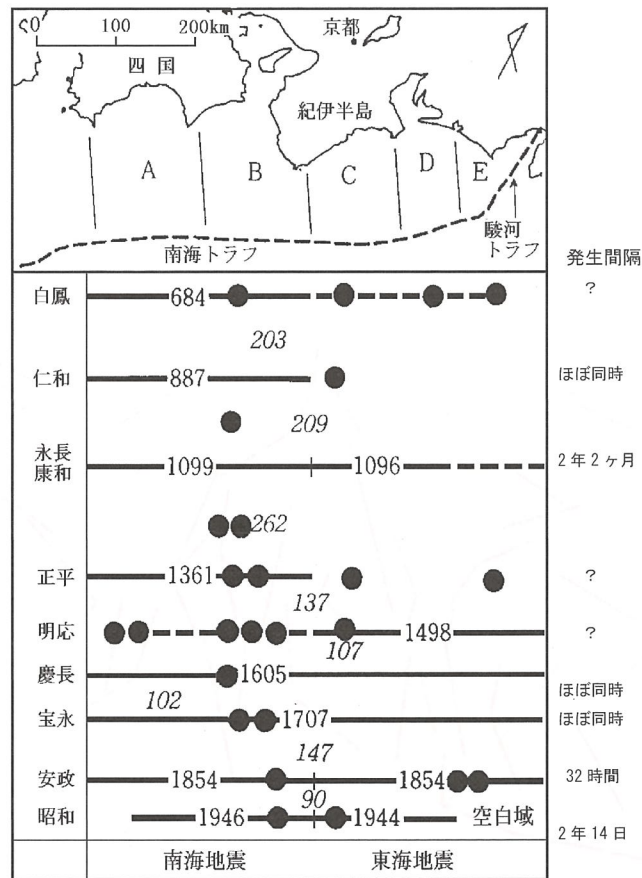 0 100 200km
京都
四国
紀伊半島
A B C D E
南海トラフ
駿河
トラフ
発生間隔
白鳳 684 ?
203
仁和 887 ほぼ同時
209
永長
康和 1099 1096 2年2ヶ月
262
正平 1361 ?
137
明応 1498 ?
107
慶長 1605 ほぼ同時
102
宝永 1707 ほぼ同時
147
安政 1854 1854 32時間
90
昭和 1946 1944 空白域 2年14日
南海地震 東海地震